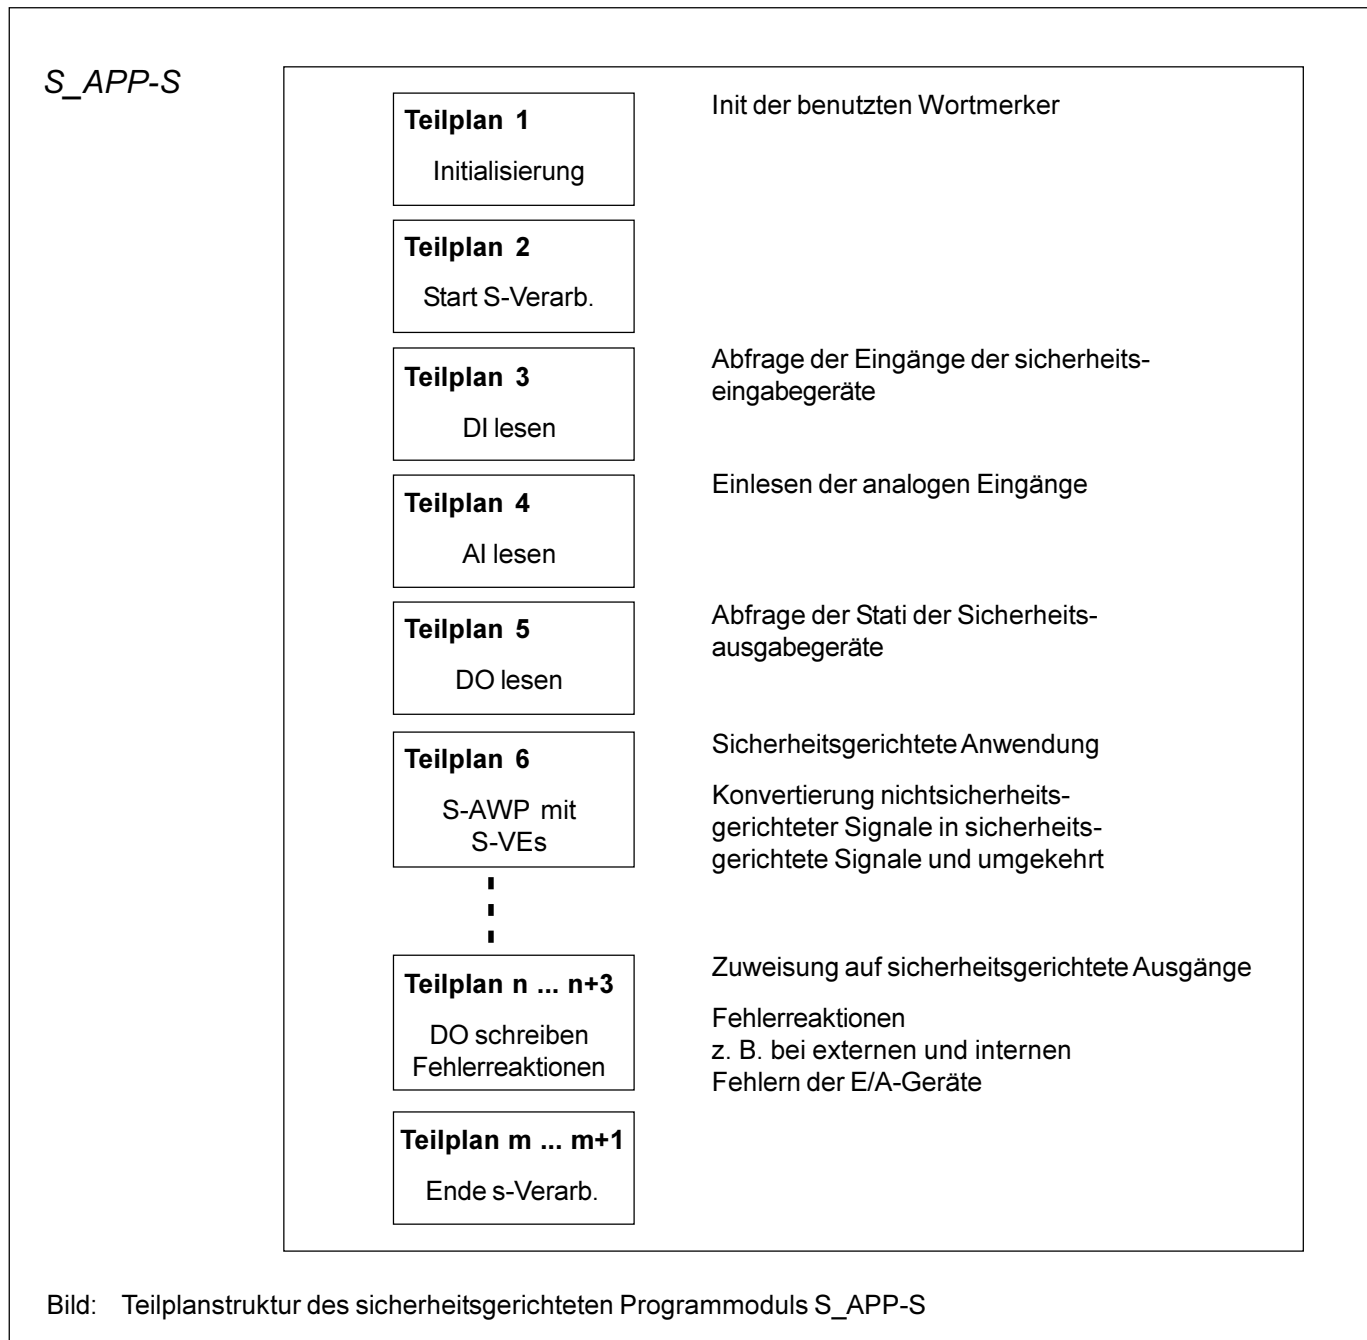 S_APP-S
Teilplan 1
Initialisierung
Init der benutzten Wortmerker
Teilplan 2
Start S-Verarb.
Teilplan 3
DI lesen
Abfrage der Eingänge der sicherheits-
eingabegeräte
Teilplan 4
AI lesen
Einlesen der analogen Eingänge
Teilplan 5
DO lesen
Abfrage der Stati der Sicherheits-
ausgabegeräte
Teilplan 6
S-AWP mit
S-VEs
Sicherheitsgerichtete Anwendung
Konvertierung nichtsicherheits-
gerichteter Signale in sicherheits-
gerichtete Signale und umgekehrt
Teilplan n ... n+3
DO schreiben
Fehlerreaktionen
Zuweisung auf sicherheitsgerichtete Ausgänge
Fehlerreaktionen
z. B. bei externen und internen
Fehlern der E/A-Geräte
Teilplan m ... m+1
Ende s-Verarb.
Bild: Teilplanstruktur des sicherheitsgerichteten Programmoduls S_APP-S